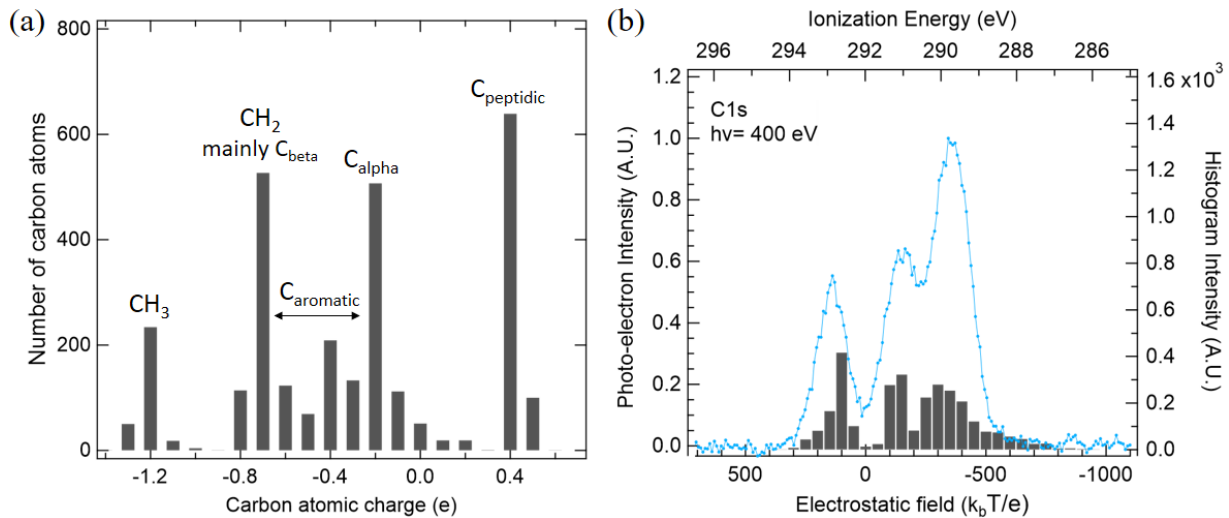 (a)
800
600
400
200
0
Number of carbon atoms
CH3
CH2
mainly Cbeta
Caromatic
Calpha
Cpeptidic
-1.2
-0.8
-0.4
0.0
0.4
Carbon atomic charge (e)
(b)
Ionization Energy (eV)
296 294 292 290 288 286
1.2
1.0
0.8
0.6
0.4
0.2
0.0
Photo-electron Intensity (A.U.)
C1s
hν= 400 eV
1.6 x10³
1.4
1.2
1.0
0.8
0.6
0.4
0.2
0.0
Histogram Intensity (A.U.)
500 0 -500 -1000
Electrostatic field (kbT/e)